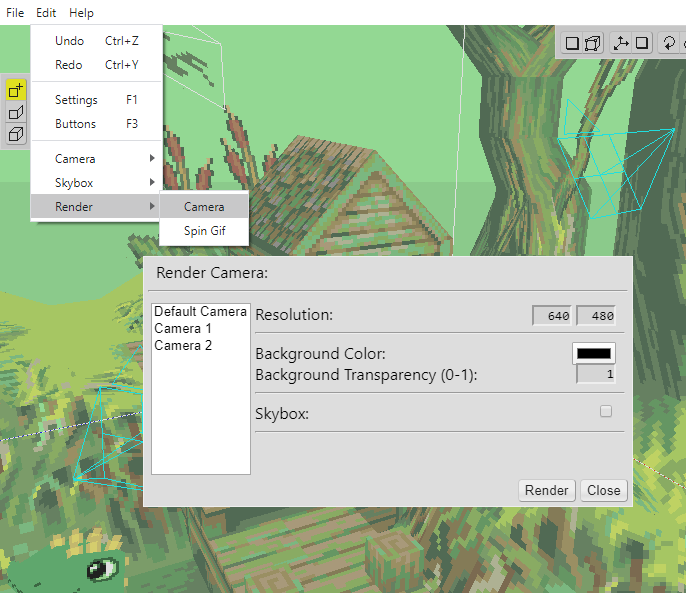 File Edit Help
Undo Ctrl+Z
Redo Ctrl+Y
Settings F1
Buttons F3
Camera
Skybox
Render
Camera
Spin Gif
Render Camera:
Default Camera
Camera 1
Camera 2
Resolution: 640 480
Background Color:
Background Transparency (0-1): 1
Skybox:
Render Close